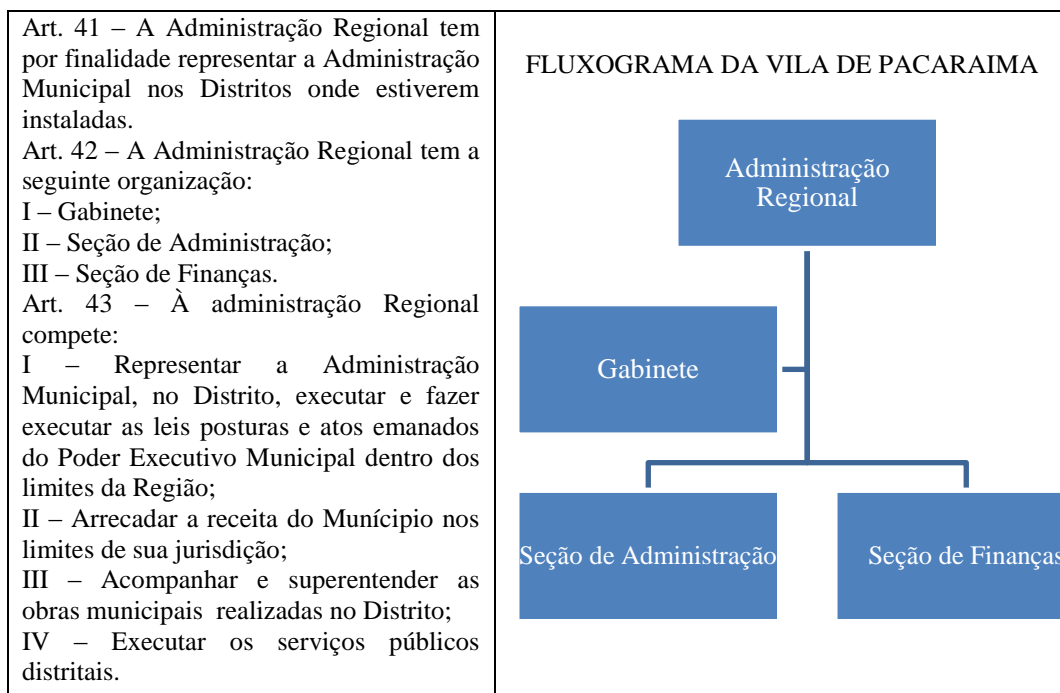 Art. 41 – A Administração Regional tem
por finalidade representar a Administração
Municipal nos Distritos onde estiverem
instaladas.
Art. 42 – A Administração Regional tem a
seguinte organização:
I – Gabinete;
II – Seção de Administração;
III – Seção de Finanças.
Art. 43 – À administração Regional
compete:
I – Representar a Administração
Municipal, no Distrito, executar e fazer
executar as leis posturas e atos emanados
do Poder Executivo Municipal dentro dos
limites da Região;
II – Arrecadar a receita do Munícipio nos
limites de sua jurisdição;
III – Acompanhar e superentender as
obras municipais realizadas no Distrito;
IV – Executar os serviços públicos
distritais.
FLUXOGRAMA DA VILA DE PACARAIMA
Administração
Regional
Gabinete
Seção de Administração
Seção de Finanças